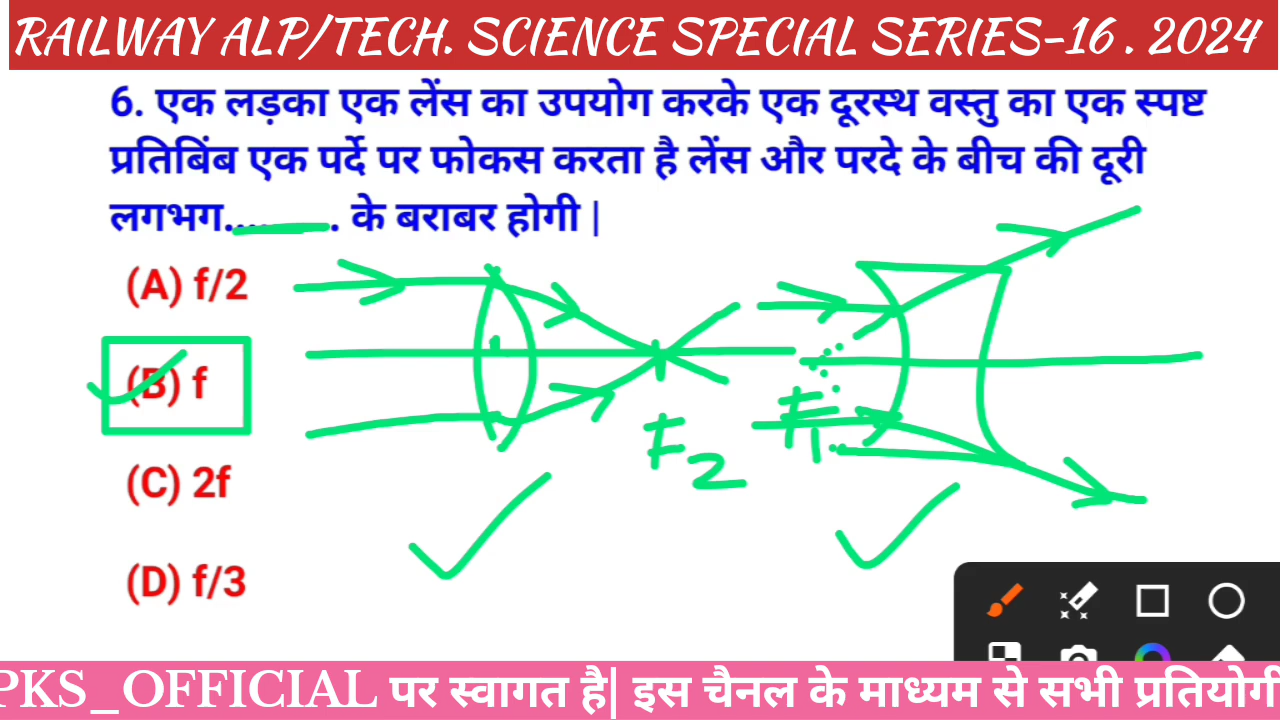 RAILWAY ALP/TECH. SCIENCE SPECIAL SERIES-16 . 2024
6. एक लड़का एक लेंस का उपयोग करके एक दूरस्थ वस्तु का एक स्पष्ट
प्रतिबिंब एक पर्दे पर फोकस करता है लेंस और परदे के बीच की दूरी
लगभग.......... के बराबर होगी |
(A) f/2
(B) f
(C) 2f
(D) f/3
F2
F1
PKS_OFFICIAL पर स्वागत है| इस चैनल के माध्यम से सभी प्रतियोगी